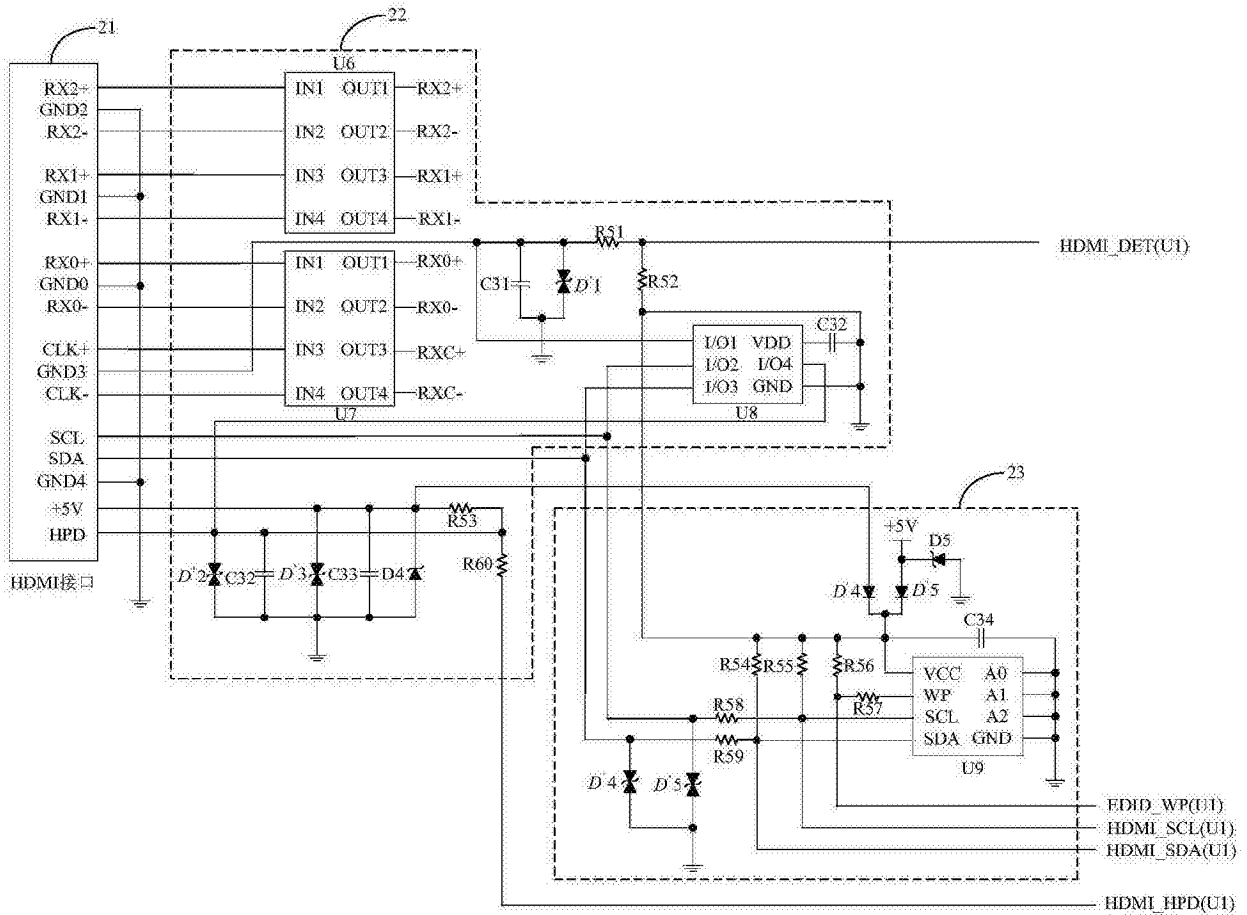 21
22
23
RX2+
GND2
RX2-
RX1+
GND1
RX1-
RX0+
GND0
RX0-
CLK+
GND3
CLK-
SCL
SDA
GND4
+5V
HPD
HDMI接口
U6
IN1 OUT1 RX2+
IN2 OUT2 RX2-
IN3 OUT3 RX1+
IN4 OUT4 RX1-
IN1 OUT1 RX0+
IN2 OUT2 RX0-
IN3 OUT3 RXC+
IN4 OUT4 RXC-
U7
R51
HDMI_DET(U1)
C31
D'1
R52
C32
I/O1 VDD
I/O2 I/O4
I/O3 GND
U8
R53
R60
D'2
C32
D'3
C33
D4
+5V
D5
D'4
D'5
C34
R54
R55
R56
R57
VCC A0
WP A1
SCL A2
SDA GND
U9
R58
R59
D'4
D'5
EDID_WP(U1)
HDMI_SCL(U1)
HDMI_SDA(U1)
HDMI_HPD(U1)